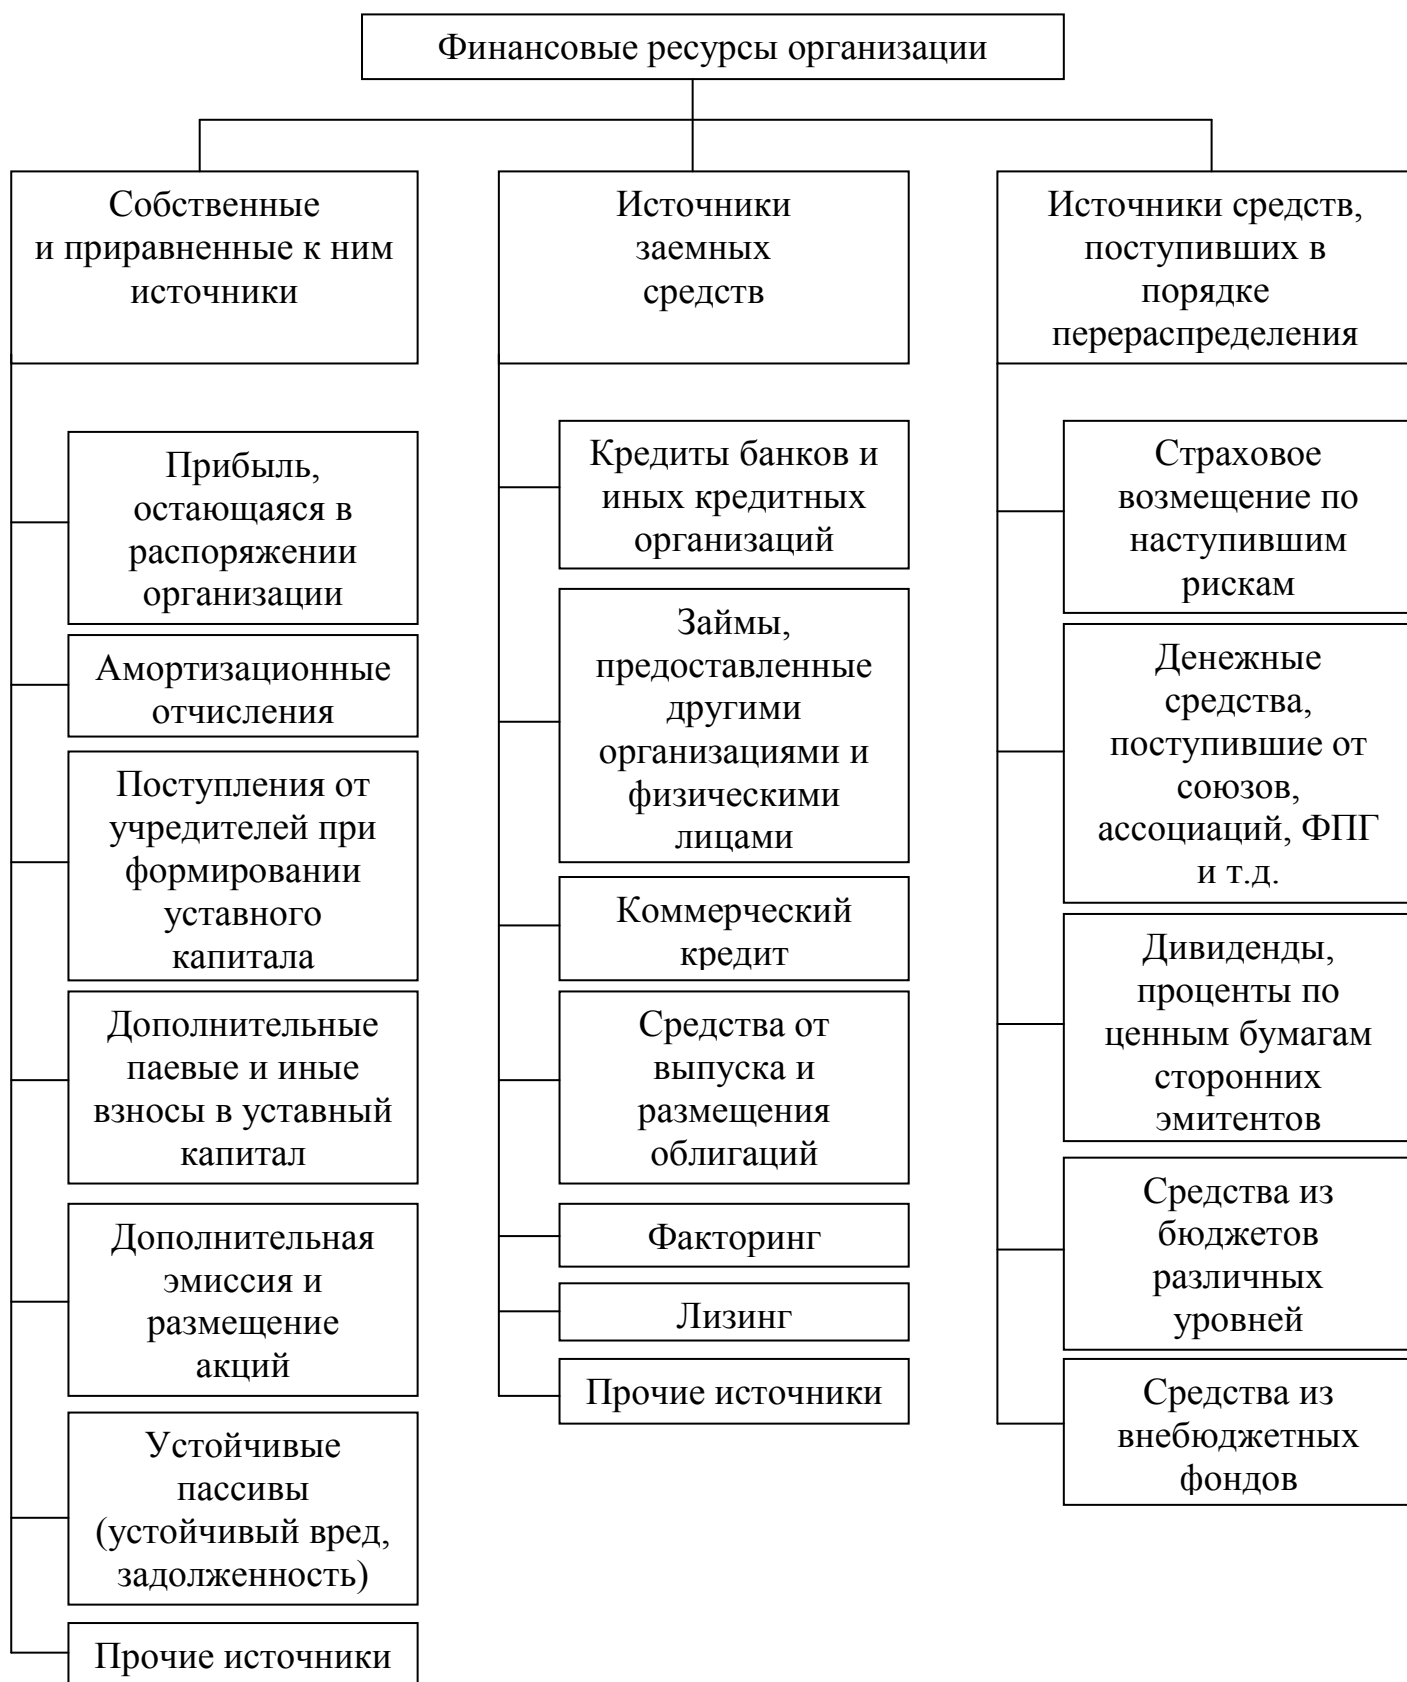 Финансовые ресурсы организации
Собственные
и приравненные к ним
источники
Прибыль,
остающаяся в
распоряжении
организации
Амортизационные
отчисления
Поступления от
учредителей при
формировании
уставного
капитала
Дополнительные
паевые и иные
взносы в уставный
капитал
Дополнительная
эмиссия и
размещение
акций
Устойчивые
пассивы
(устойчивый вред,
задолженность)
Прочие источники
Источники
заемных
средств
Кредиты банков и
иных кредитных
организаций
Займы,
предоставленные
другими
организациями и
физическими
лицами
Коммерческий
кредит
Средства от
выпуска и
размещения
облигаций
Факторинг
Лизинг
Прочие источники
Источники средств,
поступивших в
порядке
перераспределения
Страховое
возмещение по
наступившим
рискам
Денежные
средства,
поступившие от
союзов,
ассоциаций, ФПГ
и т.д.
Дивиденды,
проценты по
ценным бумагам
сторонних
эмитентов
Средства из
бюджетов
различных
уровней
Средства из
внебюджетных
фондов